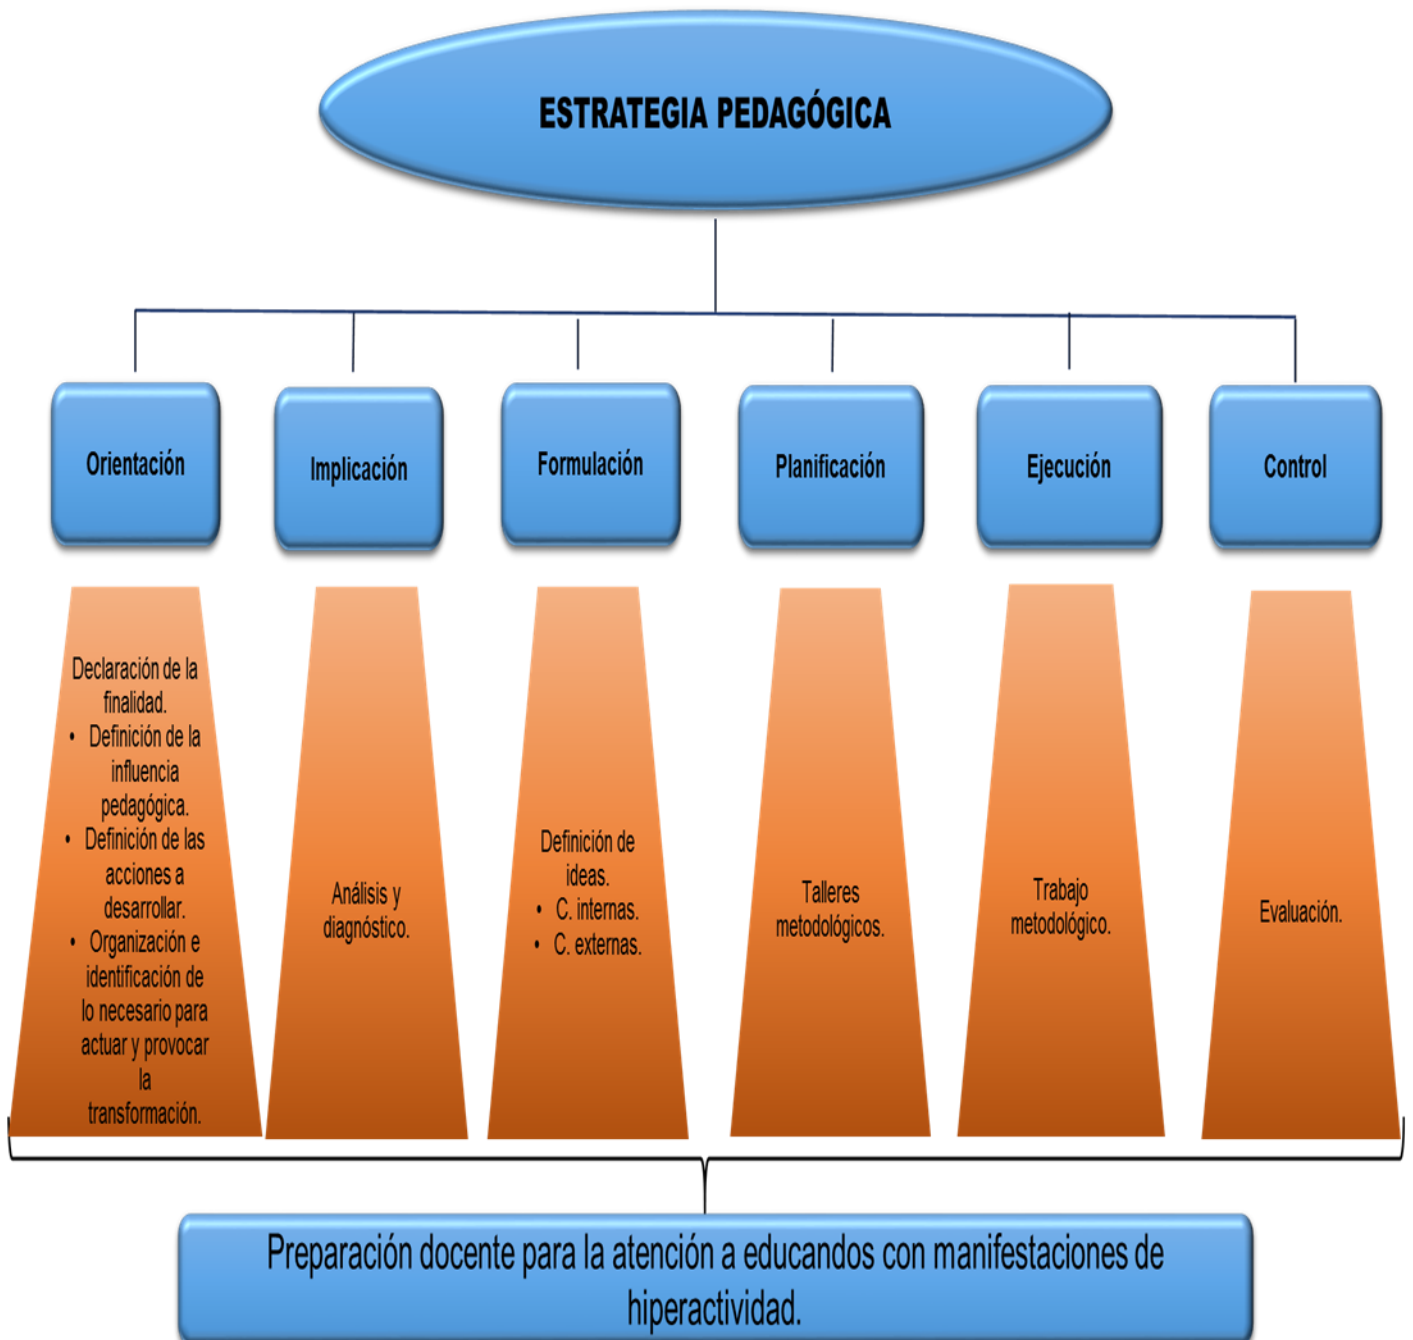 ESTRATEGIA PEDAGÓGICA
Orientación
Implicación
Formulación
Planificación
Ejecución
Control
Declaración de la
finalidad.
• Definición de la
influencia
pedagógica.
• Definición de las
acciones a
desarrollar.
• Organización e
identificación de
lo necesario para
actuar y provocar
la
transformación.
Análisis y
diagnóstico.
Definición de
ideas.
• C. internas.
• C. externas.
Talleres
metodológicos.
Trabajo
metodológico.
Evaluación.
Preparación docente para la atención a educandos con manifestaciones de
hiperactividad.